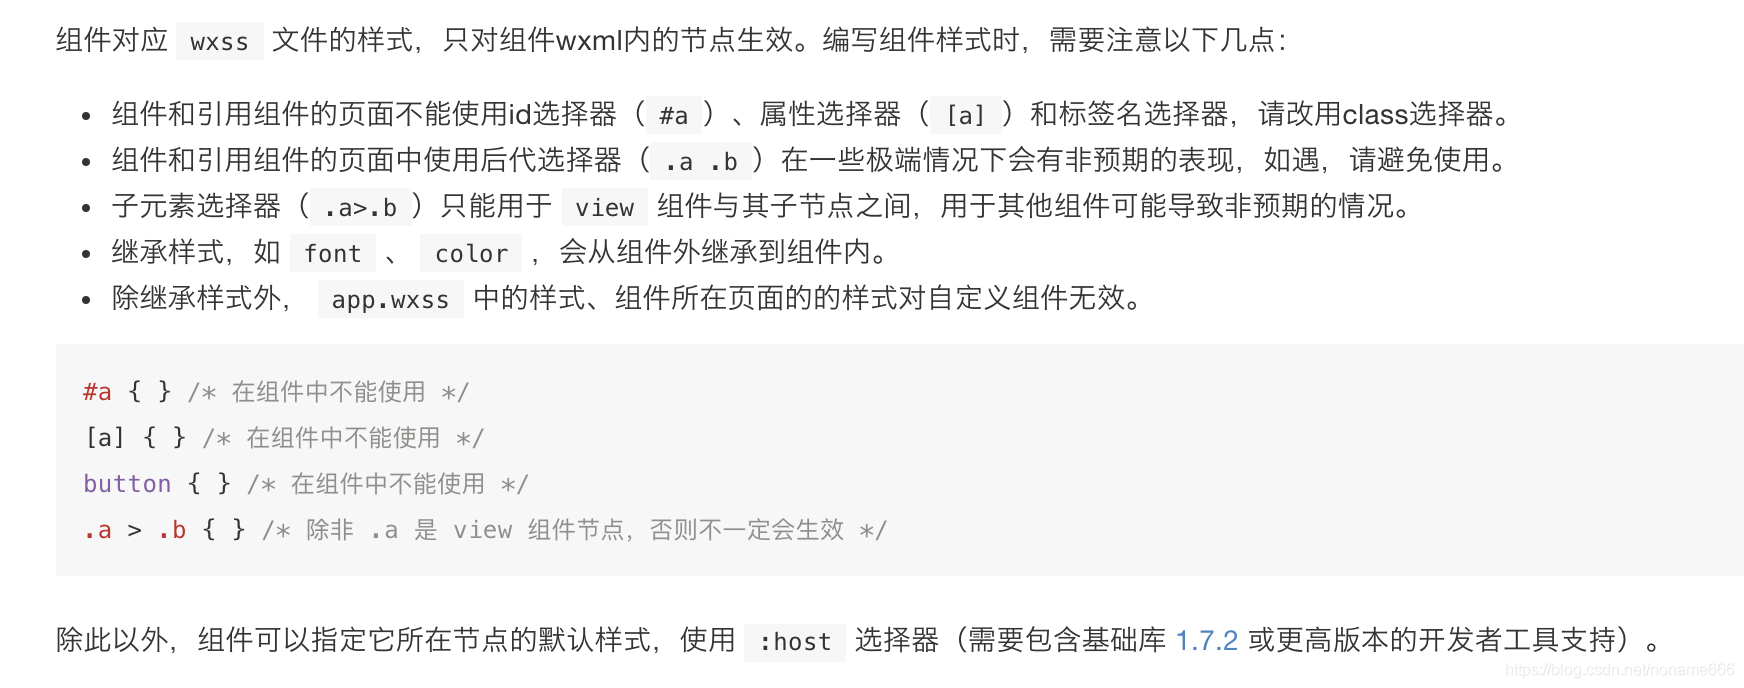 组件对应 wxss 文件的样式，只对组件wxml内的节点生效。编写组件样式时，需要注意以下几点：
• 组件和引用组件的页面不能使用id选择器（ #a ）、属性选择器（ [a] ）和标签名选择器，请改用class选择器。
• 组件和引用组件的页面中使用后代选择器（ .a .b ）在一些极端情况下会有非预期的表现，如遇，请避免使用。
• 子元素选择器（ .a>.b ）只能用于 view 组件与其子节点之间，用于其他组件可能导致非预期的情况。
• 继承样式，如 font 、 color ，会从组件外继承到组件内。
• 除继承样式外， app.wxss 中的样式、组件所在页面的的样式对自定义组件无效。
#a { } /* 在组件中不能使用 */
[a] { } /* 在组件中不能使用 */
button { } /* 在组件中不能使用 */
.a > .b { } /* 除非 .a 是 view 组件节点，否则不一定会生效 */
除此以外，组件可以指定它所在节点的默认样式，使用 :host 选择器（需要包含基础库 1.7.2 或更高版本的开发者工具支持）。
https://blog.csdn.net/noname666